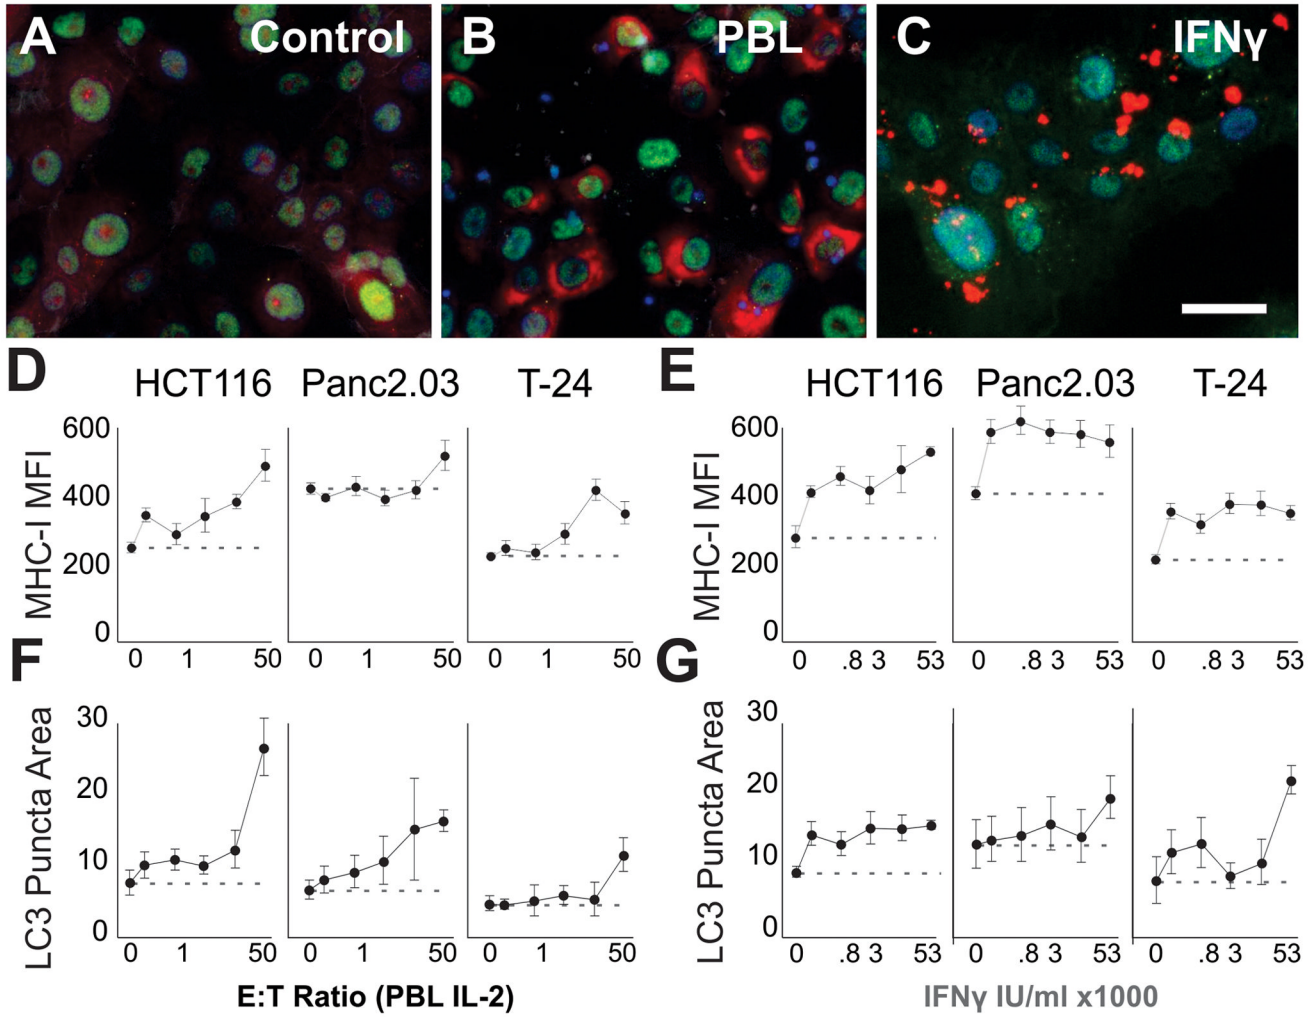 A Control B PBL C IFNγ
D HCT116 Panc2.03 T-24
MHC-I MFI
600
400
200
0
0 1 50 0 1 50 0 1 50
E HCT116 Panc2.03 T-24
MHC-I MFI
600
400
200
0
0 .8 3 53 0 .8 3 53 0 .8 3 53
F
LC3 Puncta Area
30
20
10
0
0 1 50 0 1 50 0 1 50
E:T Ratio (PBL IL-2)
G
LC3 Puncta Area
30
20
10
0
0 .8 3 53 0 .8 3 53 0 .8 3 53
IFNγ IU/ml x1000